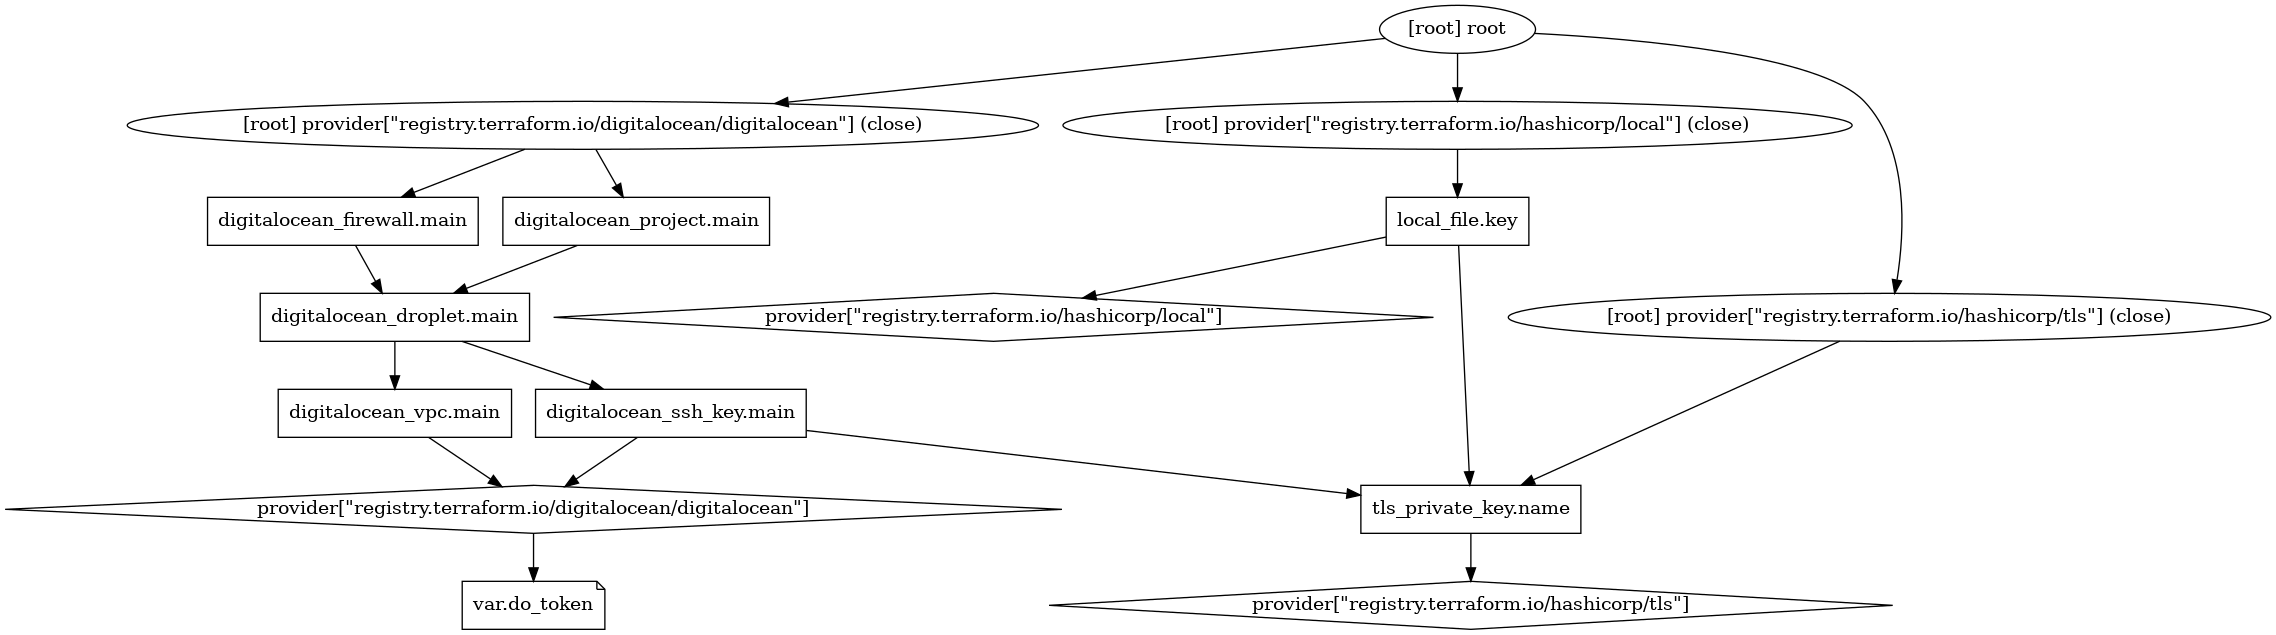 [root] root
[root] provider["registry.terraform.io/digitalocean/digitalocean"] (close)
[root] provider["registry.terraform.io/hashicorp/local"] (close)
digitalocean_firewall.main
digitalocean_project.main
local_file.key
digitalocean_droplet.main
provider["registry.terraform.io/hashicorp/local"]
[root] provider["registry.terraform.io/hashicorp/tls"] (close)
digitalocean_vpc.main
digitalocean_ssh_key.main
provider["registry.terraform.io/digitalocean/digitalocean"]
tls_private_key.name
var.do_token
provider["registry.terraform.io/hashicorp/tls"]